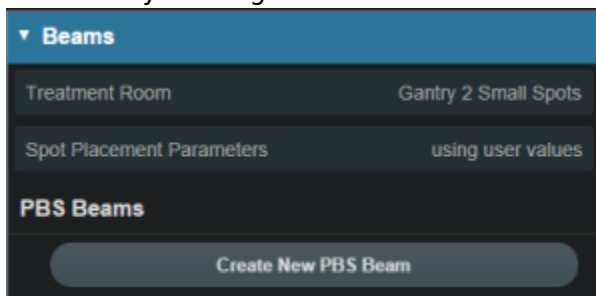 Beams
Treatment Room Gantry 2 Small Spots
Spot Placement Parameters using user values
PBS Beams
Create New PBS Beam